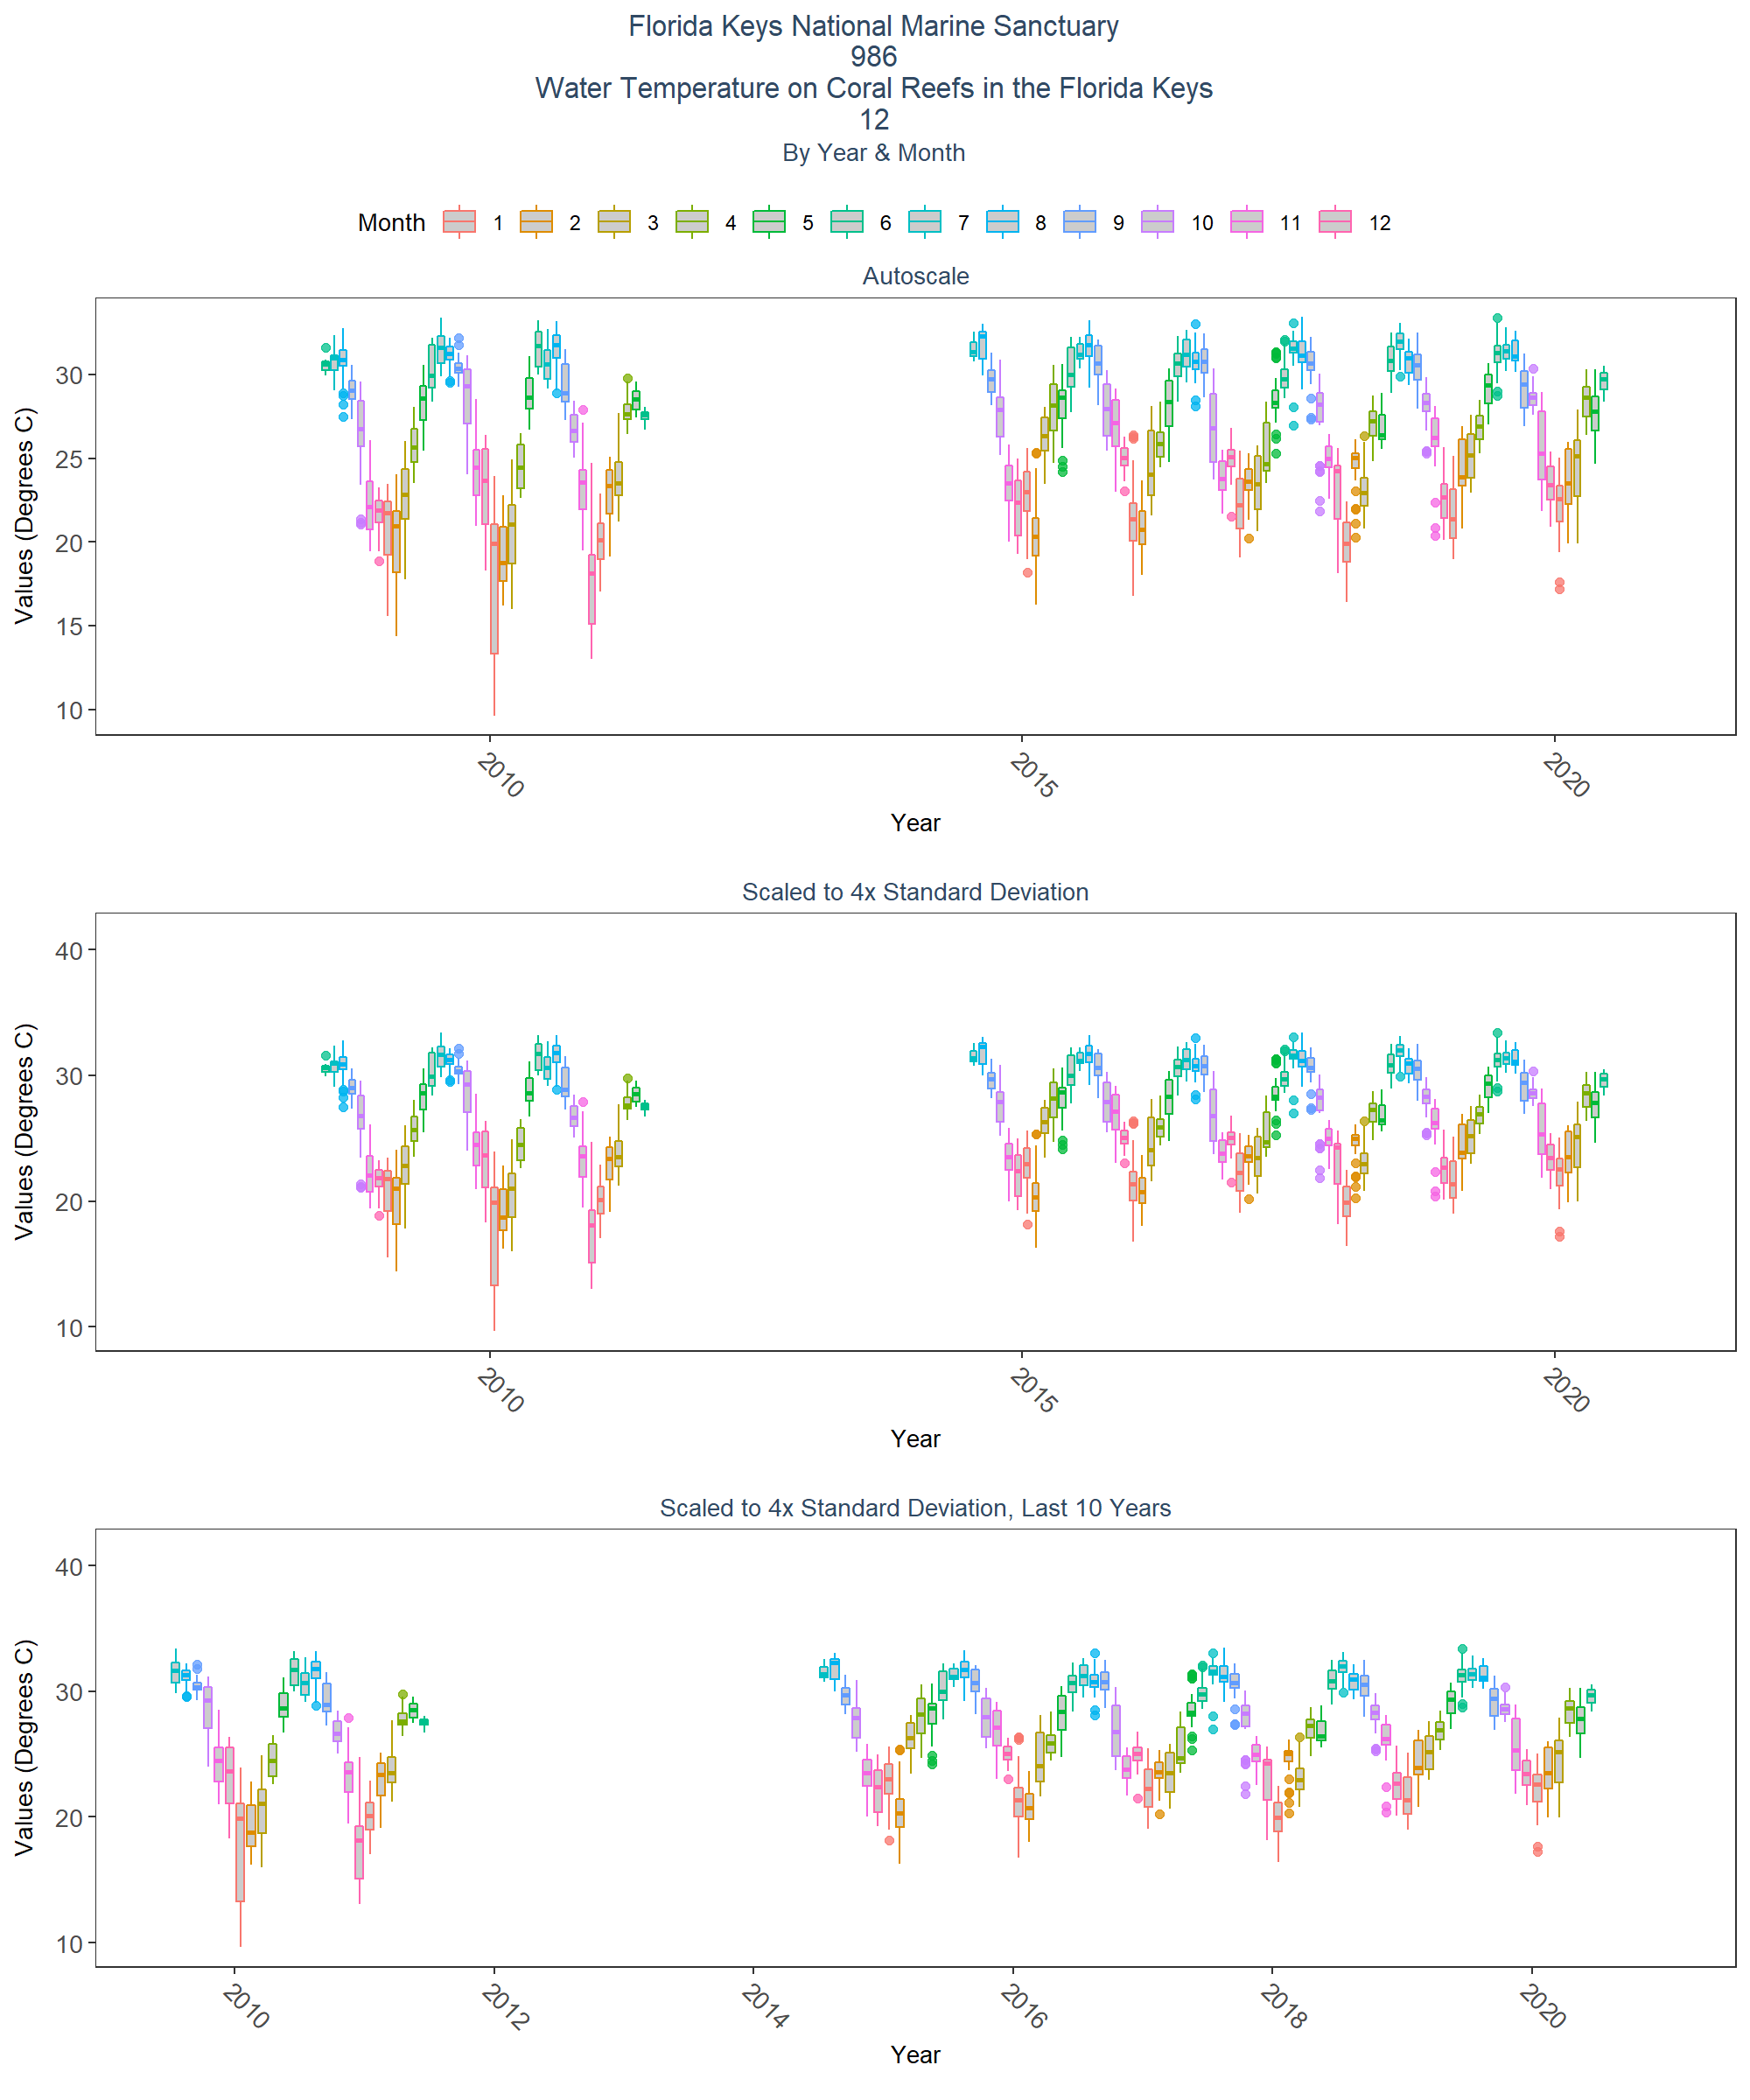 Florida Keys National Marine Sanctuary
986
Water Temperature on Coral Reefs in the Florida Keys
12
By Year & Month
Month 1 2 3 4 5 6 7 8 9 10 11 12
Autoscale
Values (Degrees C)
30
25
20
15
10
2010 2015 2020
Year
Scaled to 4x Standard Deviation
Values (Degrees C)
40
30
20
10
2010 2015 2020
Year
Scaled to 4x Standard Deviation, Last 10 Years
Values (Degrees C)
40
30
20
10
2010 2012 2014 2016 2018 2020
Year